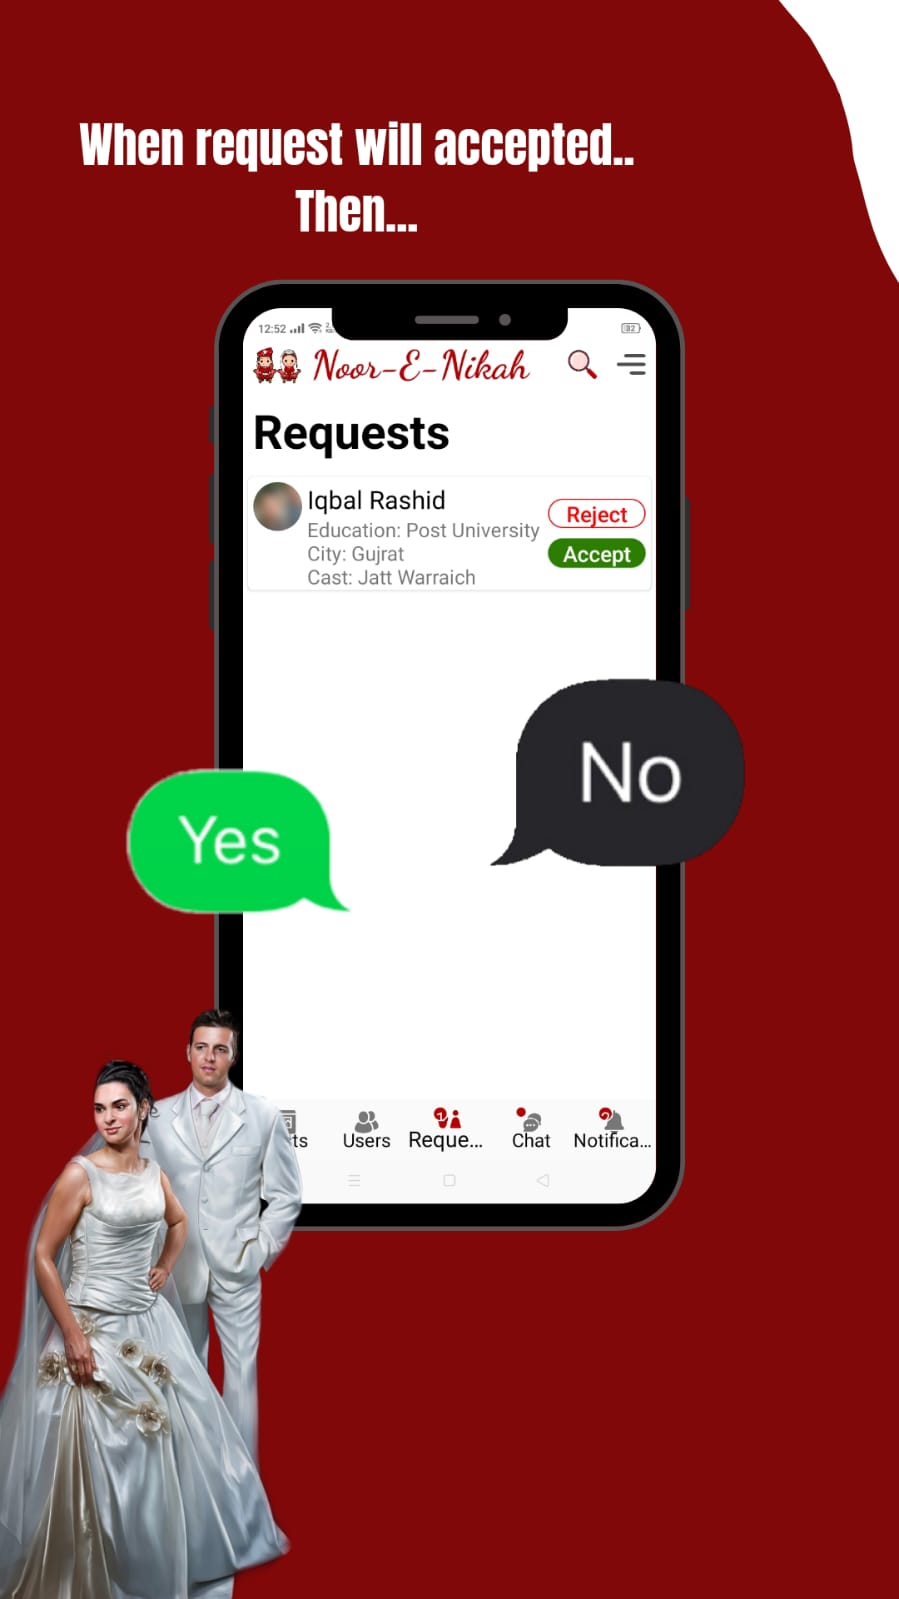 When request will accepted..
Then...
12:52
32
Noor-E-Nikah
Requests
Iqbal Rashid
Reject
Education: Post University
City: Gujrat
Accept
Cast: Jatt Warraich
No
Yes
ts
Users
Reque...
Chat
Notifica...